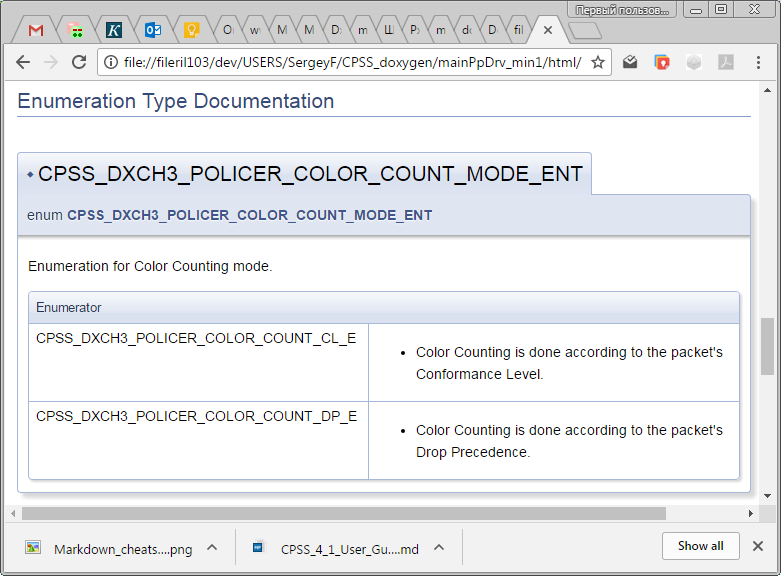 Первый пользов...
file://fileril103/dev/USERS/SergeyF/CPSS_doxygen/mainPpDrv_min1/html/
Enumeration Type Documentation
CPSS_DXCH3_POLICER_COLOR_COUNT_MODE_ENT
enum CPSS_DXCH3_POLICER_COLOR_COUNT_MODE_ENT
Enumeration for Color Counting mode.
Enumerator
CPSS_DXCH3_POLICER_COLOR_COUNT_CL_E
• Color Counting is done according to the packet's
Conformance Level.
CPSS_DXCH3_POLICER_COLOR_COUNT_DP_E
• Color Counting is done according to the packet's
Drop Precedence.
Markdown_cheats....png
CPSS_4_1_User_Gu....md
Show all